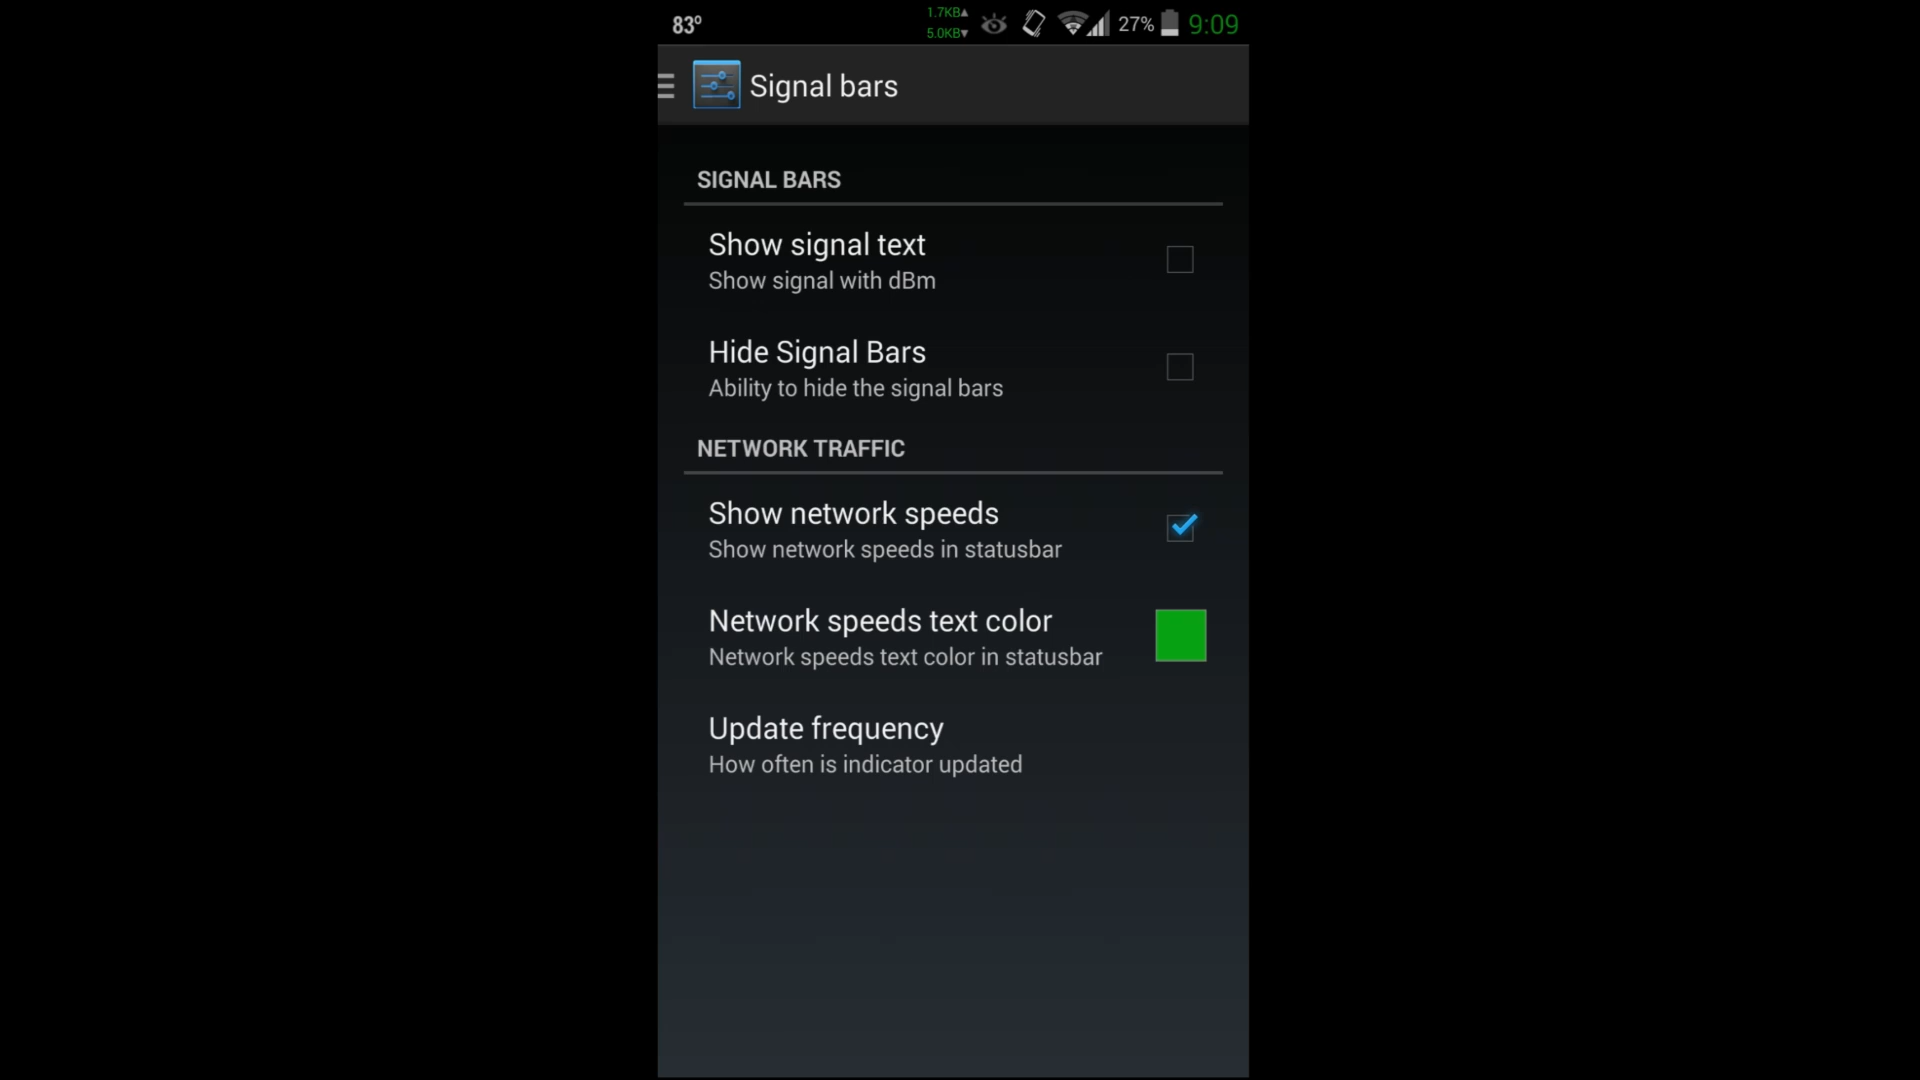 83º 1.7KB▲ 27% 9:09
5.0KB▼
Signal bars
SIGNAL BARS
Show signal text
Show signal with dBm
Hide Signal Bars
Ability to hide the signal bars
NETWORK TRAFFIC
Show network speeds
Show network speeds in statusbar
Network speeds text color
Network speeds text color in statusbar
Update frequency
How often is indicator updated